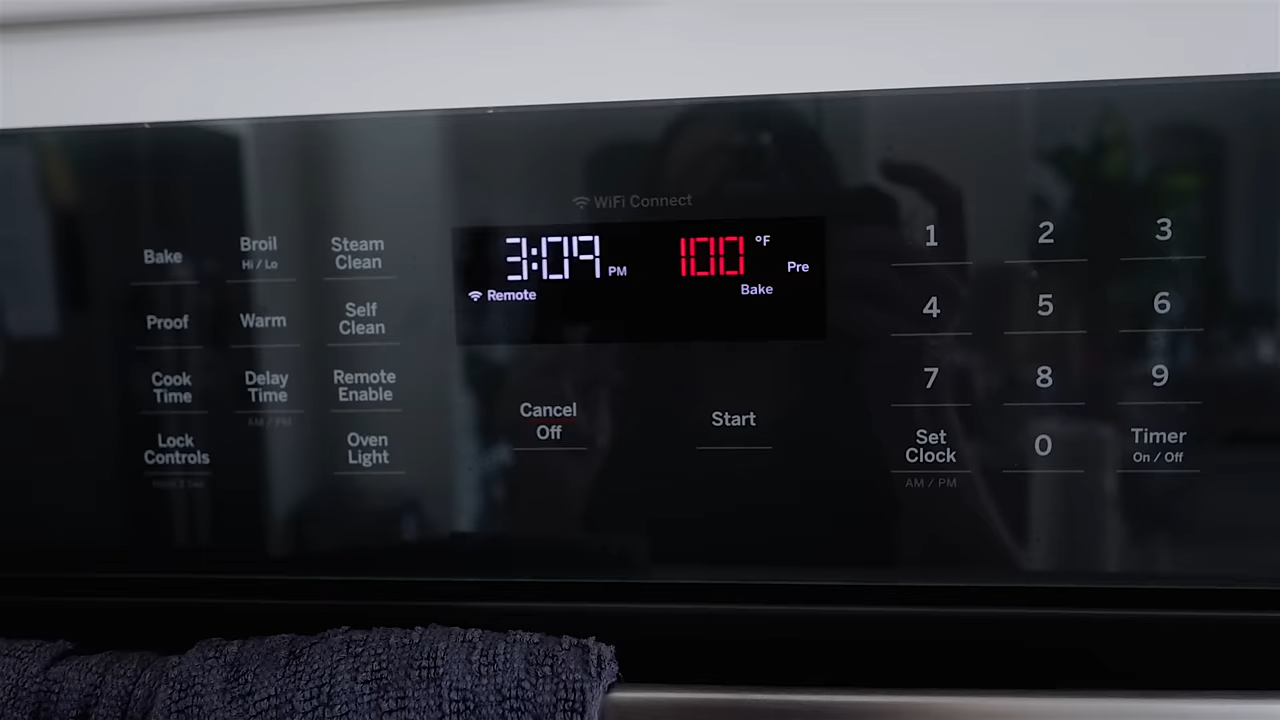 WiFi Connect
3:09 PM
100 °F
Pre
Remote
Bake
Bake
Broil
Hi / Lo
Steam
Clean
Proof
Warm
Self
Clean
Cook
Time
Delay
Time
AM / PM
Remote
Enable
Lock
Controls
Oven
Light
Cancel
Off
Start
1
2
3
4
5
6
7
8
9
Set
Clock
AM / PM
0
Timer
On / Off